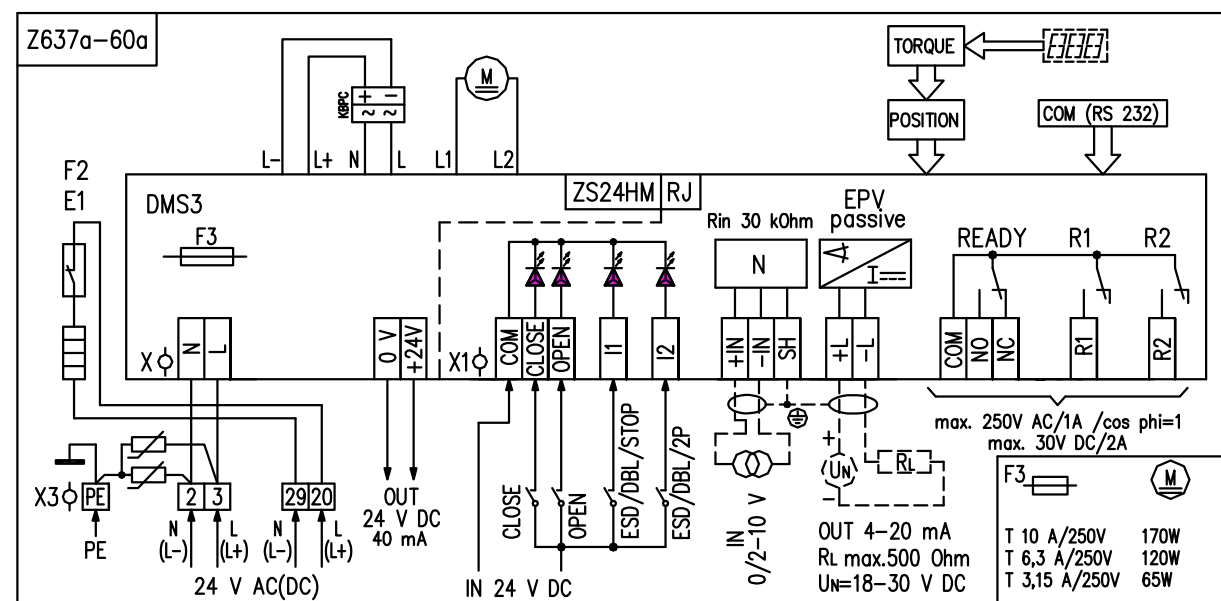 Z637a-60a
TORQUE
POSITION
COM (RS 232)
KBPC
+ −
~ ~
M
L- L+ N L L1 L2
F2
E1
DMS3
F3
ZS24HM RJ
Rin 30 kOhm
N
EPV
passive
I
READY R1 R2
X N L
0 V +24V
X1 COM CLOSE OPEN I1 I2
+IN -IN SH
+L -L
COM NO NC R1 R2
max. 250V AC/1A /cos phi=1
max. 30V DC/2A
X3 PE 2 3 29 20
PE
N (L-) L (L+) N (L-) L (L+)
24 V AC(DC)
OUT
24 V DC
40 mA
CLOSE
OPEN
ESD/DBL/STOP
ESD/DBL/2P
IN 24 V DC
IN
0/2-10 V
+
UN
−
RL
OUT 4-20 mA
RL max.500 Ohm
UN=18-30 V DC
F3 M
T 10 A/250V 170W
T 6,3 A/250V 120W
T 3,15 A/250V 65W